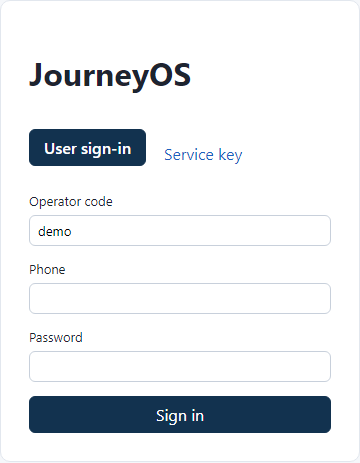 JourneyOS
User sign-in
Service key
Operator code
demo
Phone
Password
Sign in